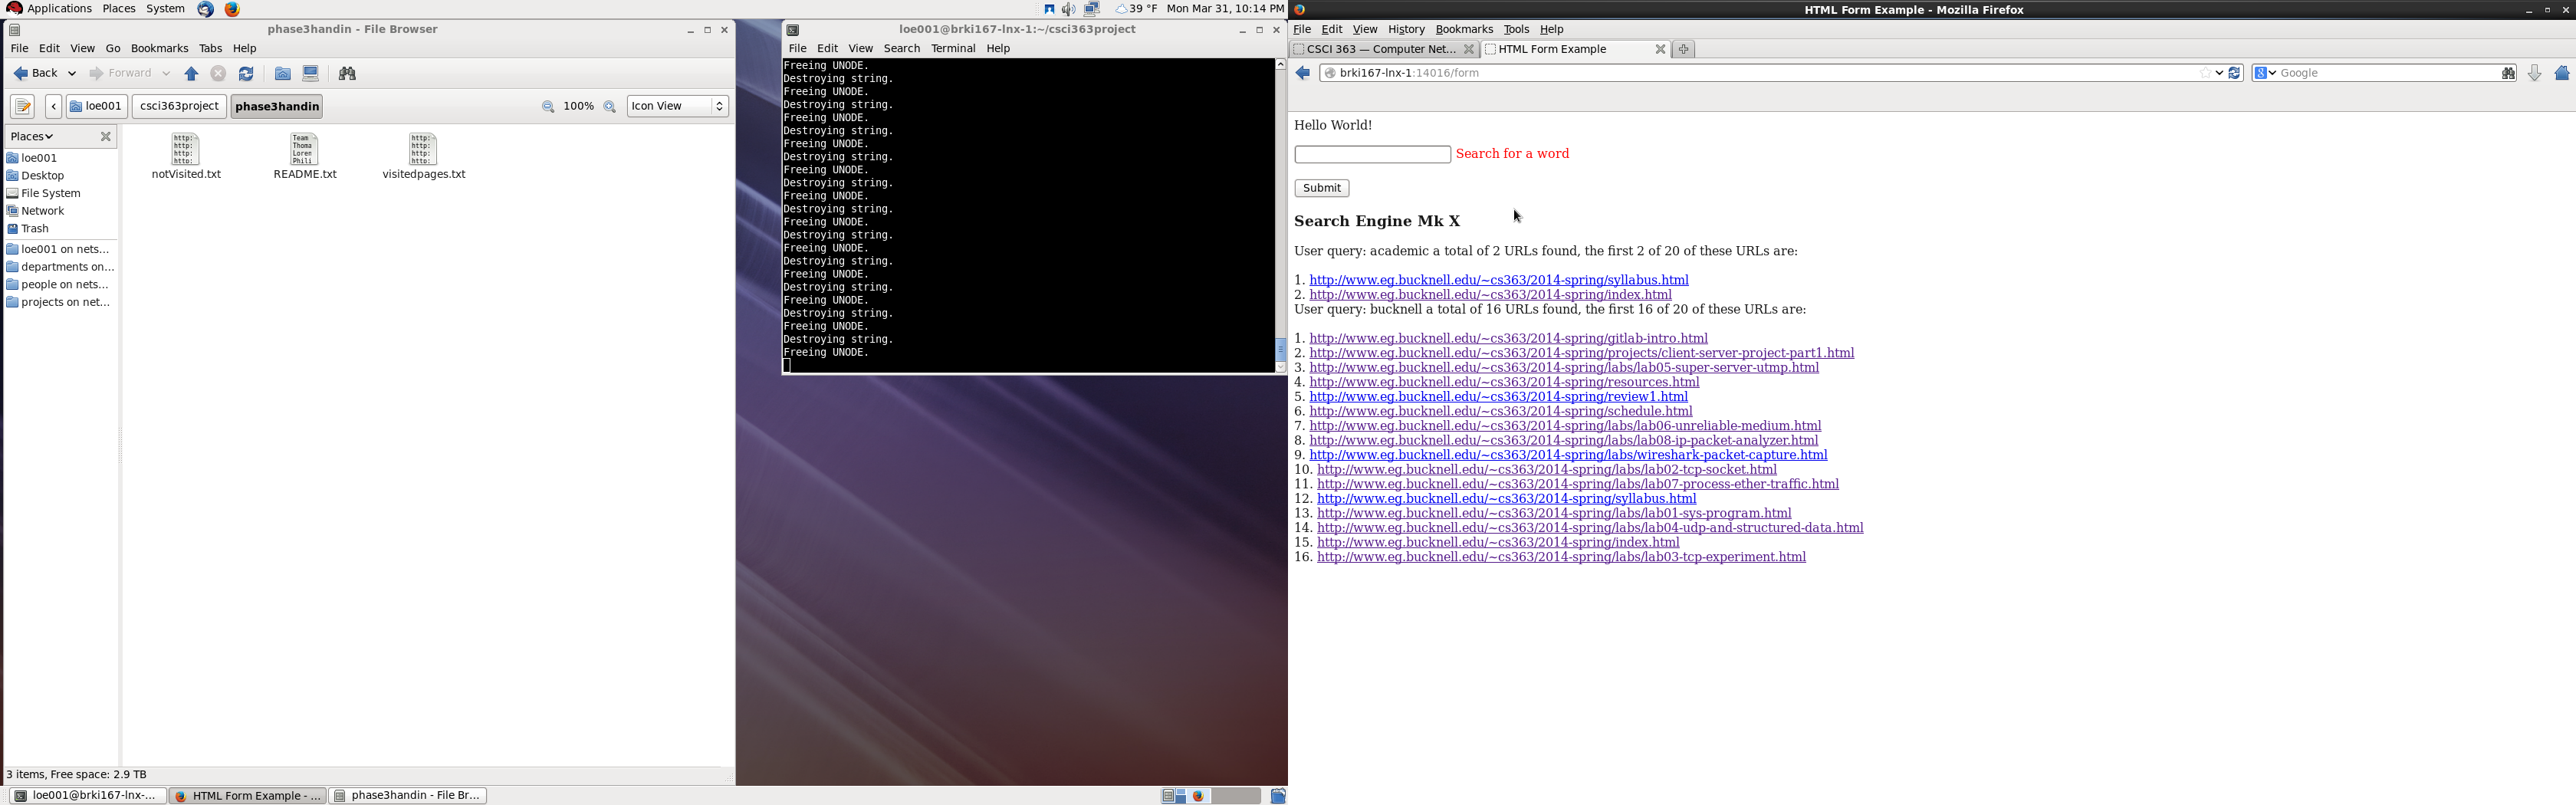 Applications Places System 39 °F Mon Mar 31, 10:14 PM
phase3handin - File Browser
File Edit View Go Bookmarks Tabs Help
Back Forward
loe001 csci363project phase3handin 100% Icon View
Places
loe001
Desktop
File System
Network
Trash
loe001 on nets...
departments on...
people on nets...
projects on net...
http:
http:
http:
http:
notVisited.txt
Team
Thoma
Loren
Phili
README.txt
http:
http:
http:
http:
visitedpages.txt
3 items, Free space: 2.9 TB
loe001@brki167-lnx-1:~/csci363project
File Edit View Search Terminal Help
Freeing UNODE.
Destroying string.
Freeing UNODE.
Destroying string.
Freeing UNODE.
Destroying string.
Freeing UNODE.
Destroying string.
Freeing UNODE.
Destroying string.
Freeing UNODE.
Destroying string.
Freeing UNODE.
Destroying string.
Freeing UNODE.
Destroying string.
Freeing UNODE.
Destroying string.
Freeing UNODE.
Destroying string.
Freeing UNODE.
Destroying string.
Freeing UNODE.
loe001@brki167-lnx-... HTML Form Example - ... phase3handin - File Br...
HTML Form Example - Mozilla Firefox
File Edit View History Bookmarks Tools Help
CSCI 363 — Computer Net... HTML Form Example
brki167-lnx-1:14016/form Google
Hello World!
Search for a word
Submit
Search Engine Mk X
User query: academic a total of 2 URLs found, the first 2 of 20 of these URLs are:
1. http://www.eg.bucknell.edu/~cs363/2014-spring/syllabus.html
2. http://www.eg.bucknell.edu/~cs363/2014-spring/index.html
User query: bucknell a total of 16 URLs found, the first 16 of 20 of these URLs are:
1. http://www.eg.bucknell.edu/~cs363/2014-spring/gitlab-intro.html
2. http://www.eg.bucknell.edu/~cs363/2014-spring/projects/client-server-project-part1.html
3. http://www.eg.bucknell.edu/~cs363/2014-spring/labs/lab05-super-server-utmp.html
4. http://www.eg.bucknell.edu/~cs363/2014-spring/resources.html
5. http://www.eg.bucknell.edu/~cs363/2014-spring/review1.html
6. http://www.eg.bucknell.edu/~cs363/2014-spring/schedule.html
7. http://www.eg.bucknell.edu/~cs363/2014-spring/labs/lab06-unreliable-medium.html
8. http://www.eg.bucknell.edu/~cs363/2014-spring/labs/lab08-ip-packet-analyzer.html
9. http://www.eg.bucknell.edu/~cs363/2014-spring/labs/wireshark-packet-capture.html
10. http://www.eg.bucknell.edu/~cs363/2014-spring/labs/lab02-tcp-socket.html
11. http://www.eg.bucknell.edu/~cs363/2014-spring/labs/lab07-process-ether-traffic.html
12. http://www.eg.bucknell.edu/~cs363/2014-spring/syllabus.html
13. http://www.eg.bucknell.edu/~cs363/2014-spring/labs/lab01-sys-program.html
14. http://www.eg.bucknell.edu/~cs363/2014-spring/labs/lab04-udp-and-structured-data.html
15. http://www.eg.bucknell.edu/~cs363/2014-spring/index.html
16. http://www.eg.bucknell.edu/~cs363/2014-spring/labs/lab03-tcp-experiment.html